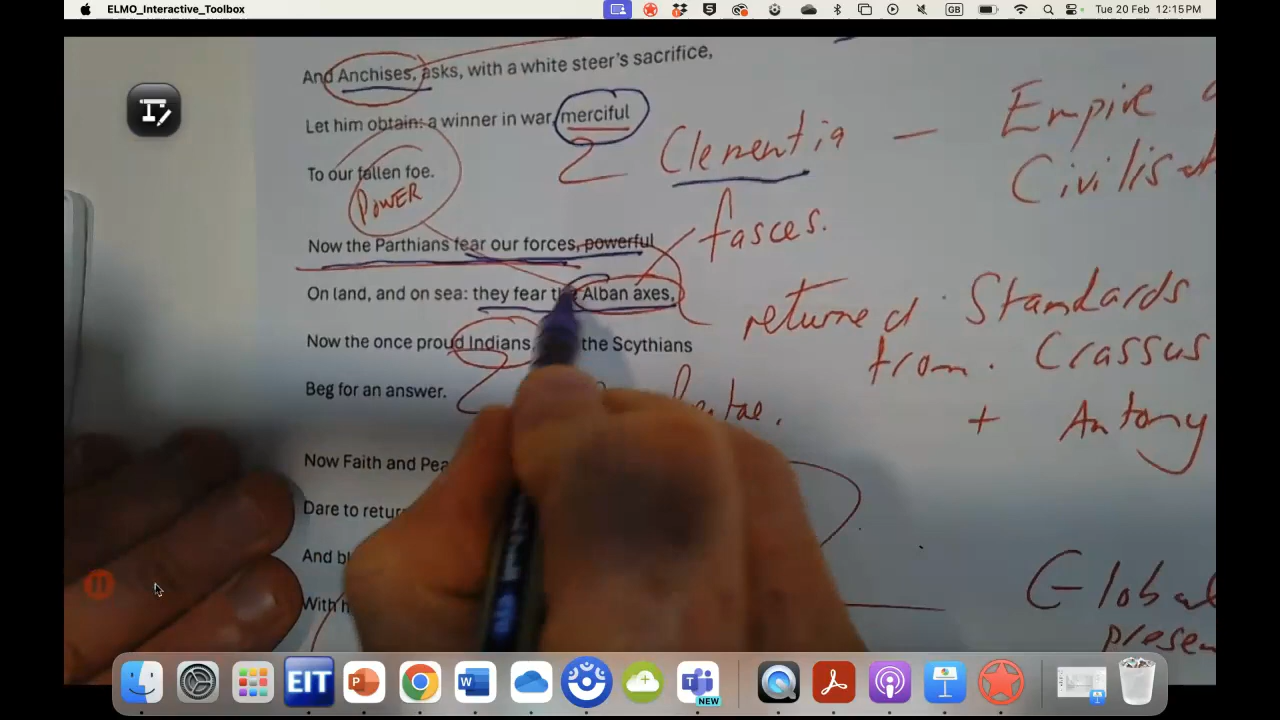 ELMO_Interactive_Toolbox
GB
Tue 20 Feb 12:15PM
And Anchises, asks, with a white steer's sacrifice,
Let him obtain: a winner in war, merciful
To our fallen foe.
POWER
Clementia — Empire
Civilis
fasces.
Now the Parthians fear our forces, powerful
On land, and on sea: they fear the Alban axes,
returned Standards
from. Crassus
+ Antony
Now the once proud Indians, the Scythians
Beg for an answer.
Now Faith and Pea
Dare to retur
And bl
With h
Global
presen
EIT
NEW